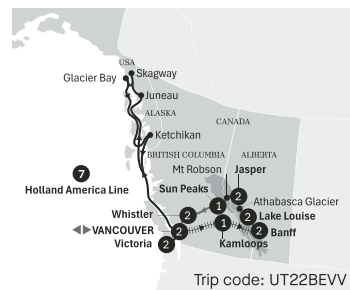 USA
Glacier Bay
Skagway
Juneau
ALASKA
CANADA
Ketchikan
BRITISH COLUMBIA
ALBERTA
Mt Robson
Jasper
7
Holland America Line
Sun Peaks
2
Athabasca Glacier
1
Whistler
2
2
Lake Louise
VANCOUVER
2
1
2
Banff
Victoria
2
Kamloops
Trip code: UT22BEVV